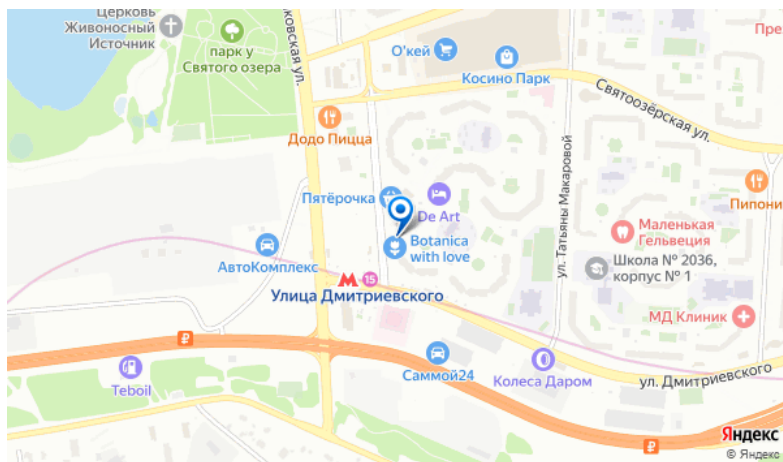 Церковь
Живоносный
Источник
парк у
Святого озера
ковская ул.
О'кей
Косино Парк
Святоозёрская ул.
Пре
Додо Пицца
Пятёрочка
De Art
Botanica
with love
ул. Татьяны Макаровой
Пипони
Маленькая
Гельвеция
Школа № 2036,
корпус № 1
АвтоКомплекс
15
Улица Дмитриевского
МД Клиник
₽
Teboil
Саммой24
Колеса Даром
ул. Дмитриевского
₽
Яндекс
© Яндекс